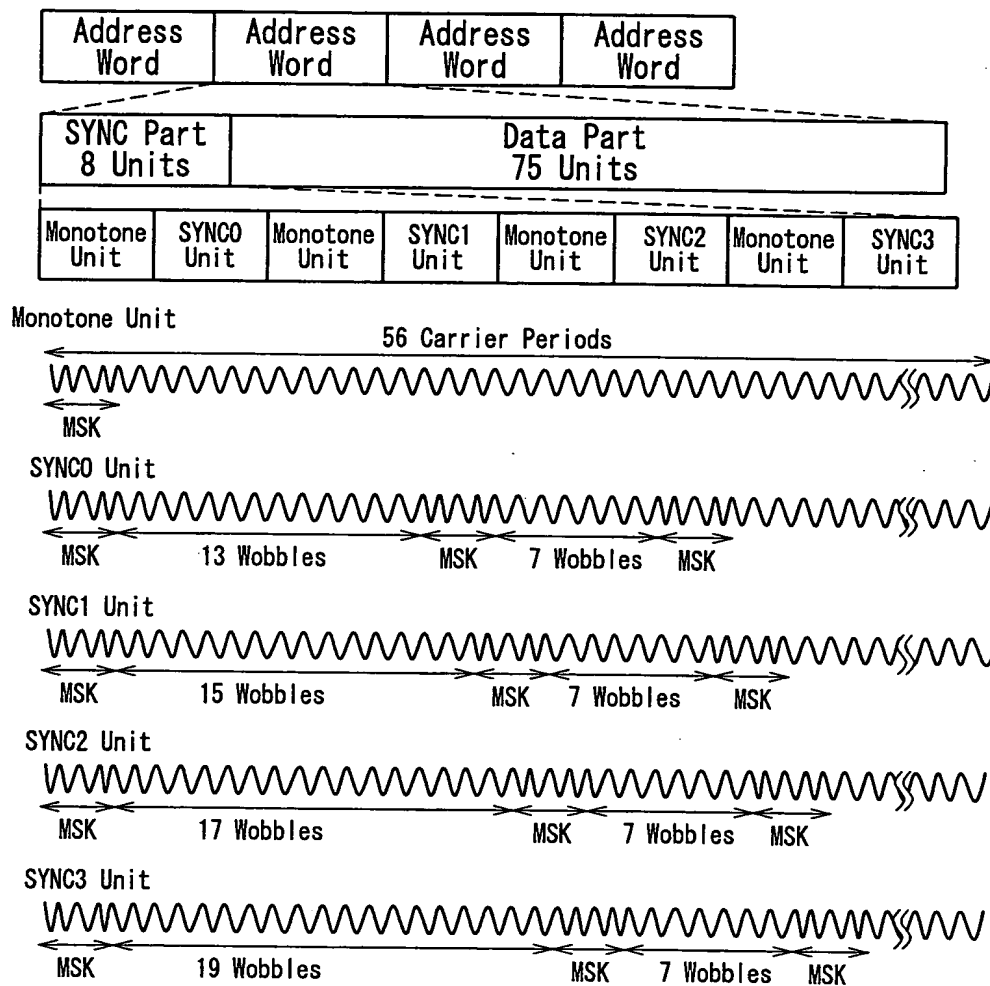 Address Word
Address Word
Address Word
Address Word
SYNC Part
8 Units
Data Part
75 Units
Monotone Unit
SYNC0 Unit
Monotone Unit
SYNC1 Unit
Monotone Unit
SYNC2 Unit
Monotone Unit
SYNC3 Unit
Monotone Unit
56 Carrier Periods
MSK
SYNC0 Unit
MSK 13 Wobbles MSK 7 Wobbles MSK
SYNC1 Unit
MSK 15 Wobbles MSK 7 Wobbles MSK
SYNC2 Unit
MSK 17 Wobbles MSK 7 Wobbles MSK
SYNC3 Unit
MSK 19 Wobbles MSK 7 Wobbles MSK